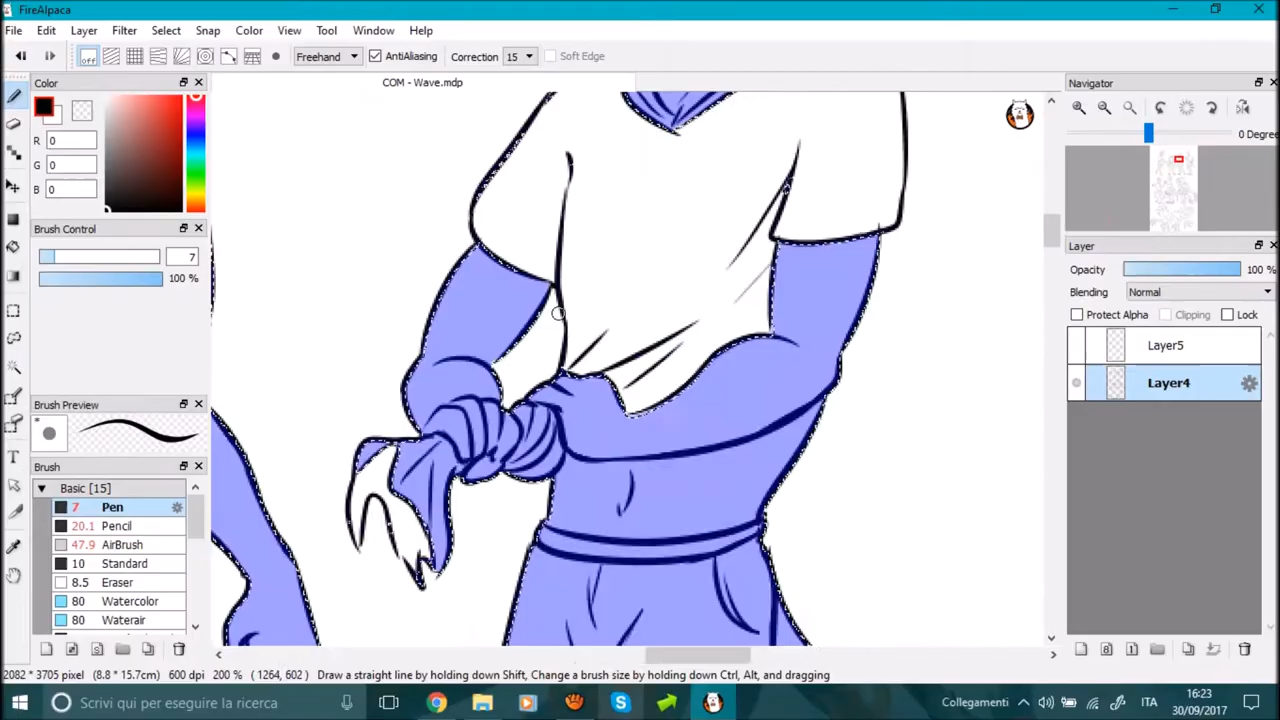 FireAlpaca
File Edit Layer Filter Select Snap Color View Tool Window Help
off Freehand AntiAliasing Correction 15 Soft Edge
Color
COM - Wave.mdp
Navigator
R 0
G 0
B 0
0 Degree
Brush Control
7
100 %
Layer
Opacity 100 %
Blending Normal
Protect Alpha Clipping Lock
Layer5
Layer4
Brush Preview
Brush
Basic [15]
7 Pen
20.1 Pencil
47.9 AirBrush
10 Standard
8.5 Eraser
80 Watercolor
80 Waterair
2082 * 3705 pixel (8.8 * 15.7cm) 600 dpi 200 % ( 1264, 602 ) Draw a straight line by holding down Shift, Change a brush size by holding down Ctrl, Alt, and dragging
Scrivi qui per eseguire la ricerca
Collegamenti ITA 16:23
30/09/2017